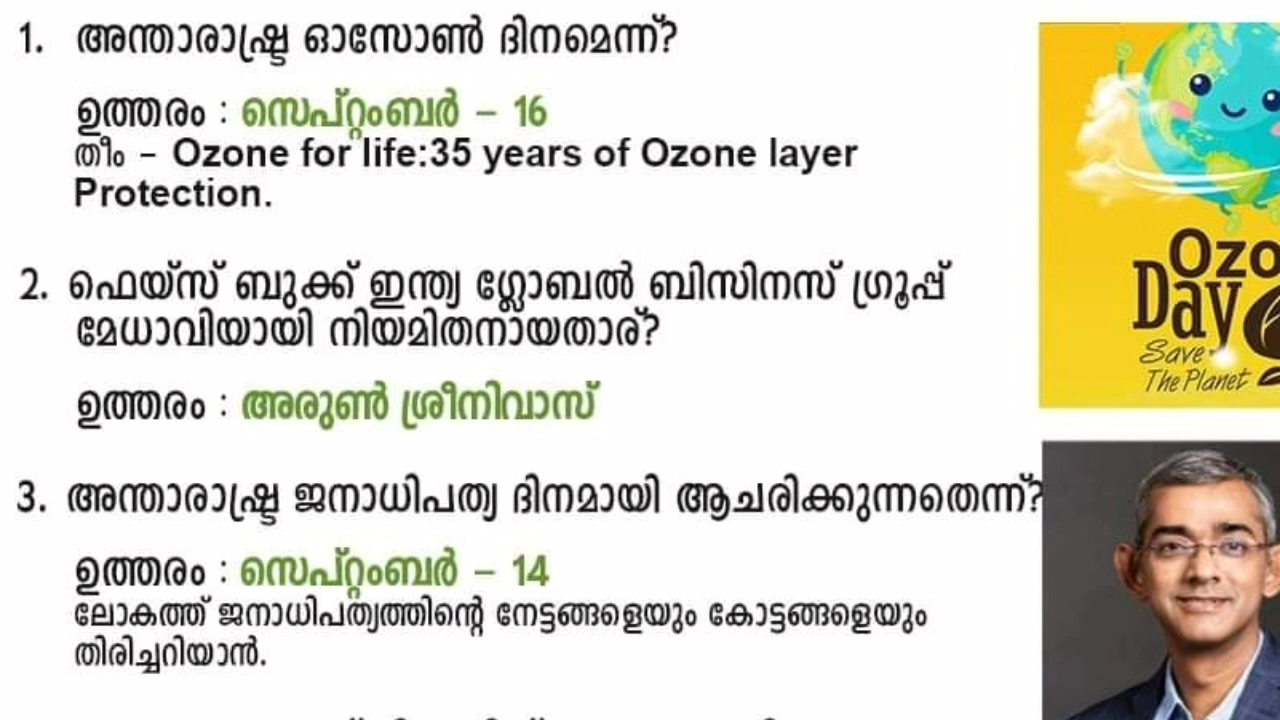 1. അന്താരാഷ്ട്ര ഓസോൺ ദിനമെന്ന്?
ഉത്തരം : സെപ്റ്റംബർ – 16
തീം – Ozone for life:35 years of Ozone layer
Protection.
2. ഫെയ്സ് ബുക്ക് ഇന്ത്യ ഗ്ലോബൽ ബിസിനസ് ഗ്രൂപ്പ്
മേധാവിയായി നിയമിതനായതാര്?
ഉത്തരം : അരുൺ ശ്രീനിവാസ്
3. അന്താരാഷ്ട്ര ജനാധിപത്യ ദിനമായി ആചരിക്കുന്നതെന്ന്?
ഉത്തരം : സെപ്റ്റംബർ – 14
ലോകത്ത് ജനാധിപത്യത്തിന്റെ നേട്ടങ്ങളെയും കോട്ടങ്ങളെയും
തിരിച്ചറിയാൻ.
Ozo
Day
Save
The Planet